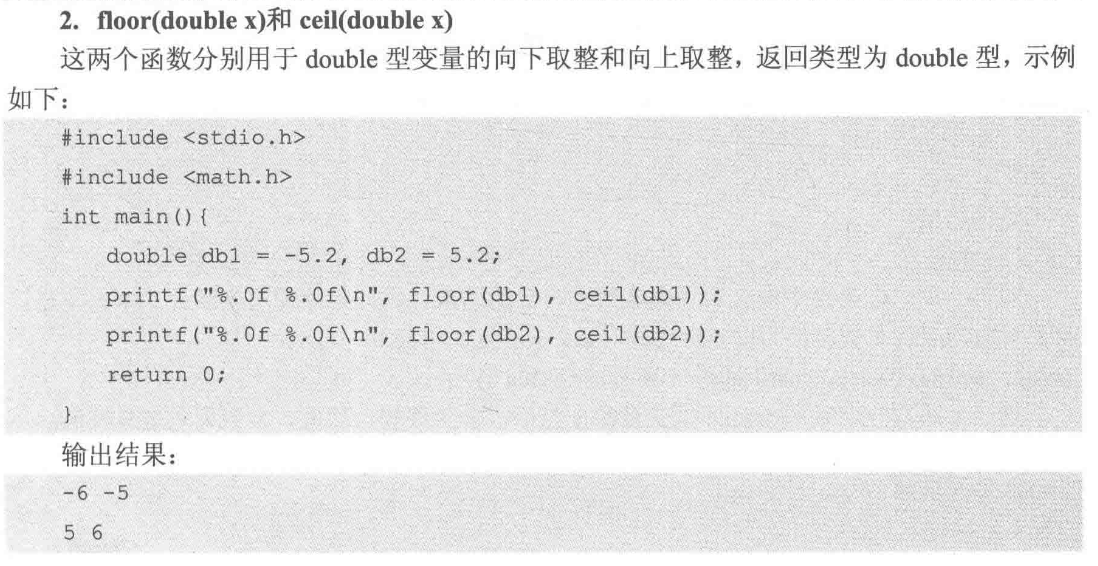 2. floor(double x)和 ceil(double x)
这两个函数分别用于 double 型变量的向下取整和向上取整，返回类型为 double 型，示例
如下：
#include <stdio.h>
#include <math.h>
int main(){
double db1 = -5.2, db2 = 5.2;
printf("%.0f %.0f\n", floor(db1), ceil(db1));
printf("%.0f %.0f\n", floor(db2), ceil(db2));
return 0;
}
输出结果：
-6 -5
5 6